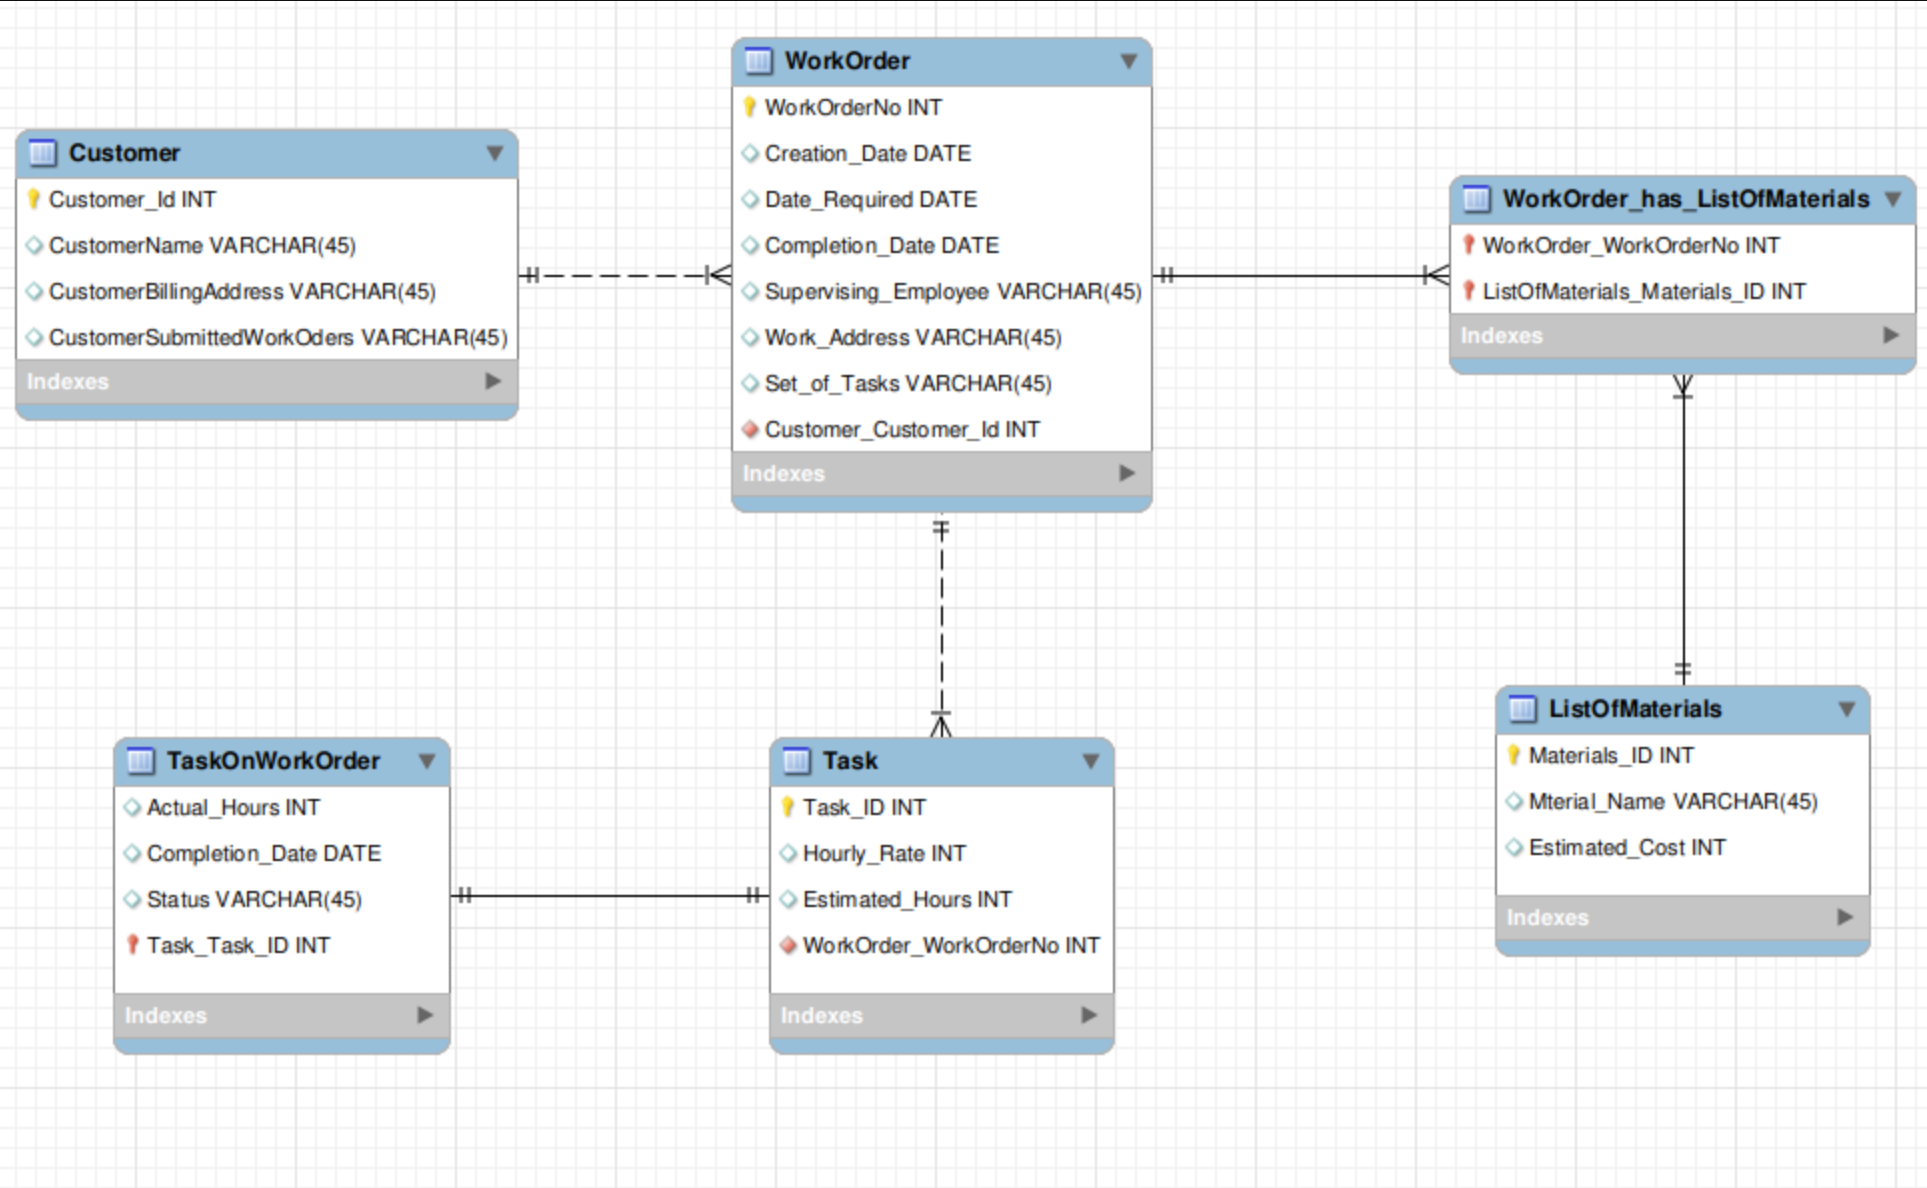 Customer
Customer_Id INT
CustomerName VARCHAR(45)
CustomerBillingAddress VARCHAR(45)
CustomerSubmittedWorkOders VARCHAR(45)
Indexes
WorkOrder
WorkOrderNo INT
Creation_Date DATE
Date_Required DATE
Completion_Date DATE
Supervising_Employee VARCHAR(45)
Work_Address VARCHAR(45)
Set_of_Tasks VARCHAR(45)
Customer_Customer_Id INT
Indexes
WorkOrder_has_ListOfMaterials
WorkOrder_WorkOrderNo INT
ListOfMaterials_Materials_ID INT
Indexes
TaskOnWorkOrder
Actual_Hours INT
Completion_Date DATE
Status VARCHAR(45)
Task_Task_ID INT
Indexes
Task
Task_ID INT
Hourly_Rate INT
Estimated_Hours INT
WorkOrder_WorkOrderNo INT
Indexes
ListOfMaterials
Materials_ID INT
Mterial_Name VARCHAR(45)
Estimated_Cost INT
Indexes